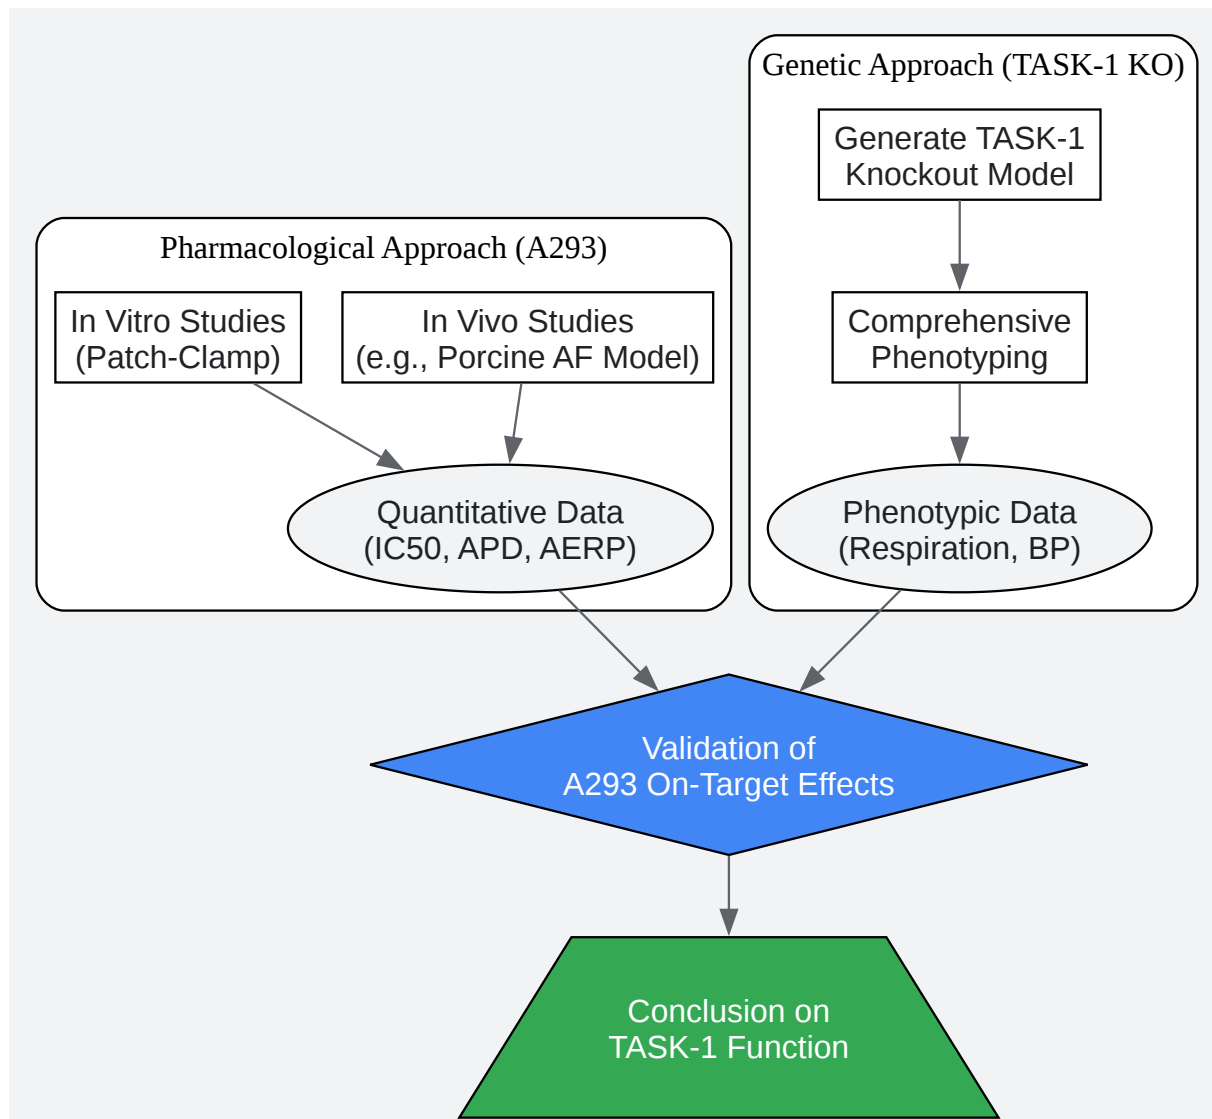 Genetic Approach (TASK-1 KO)
Generate TASK-1
Knockout Model
Pharmacological Approach (A293)
In Vitro Studies
(Patch-Clamp)
In Vivo Studies
(e.g., Porcine AF Model)
Comprehensive
Phenotyping
Quantitative Data
(IC50, APD, AERP)
Phenotypic Data
(Respiration, BP)
Validation of
A293 On-Target Effects
Conclusion on
TASK-1 Function